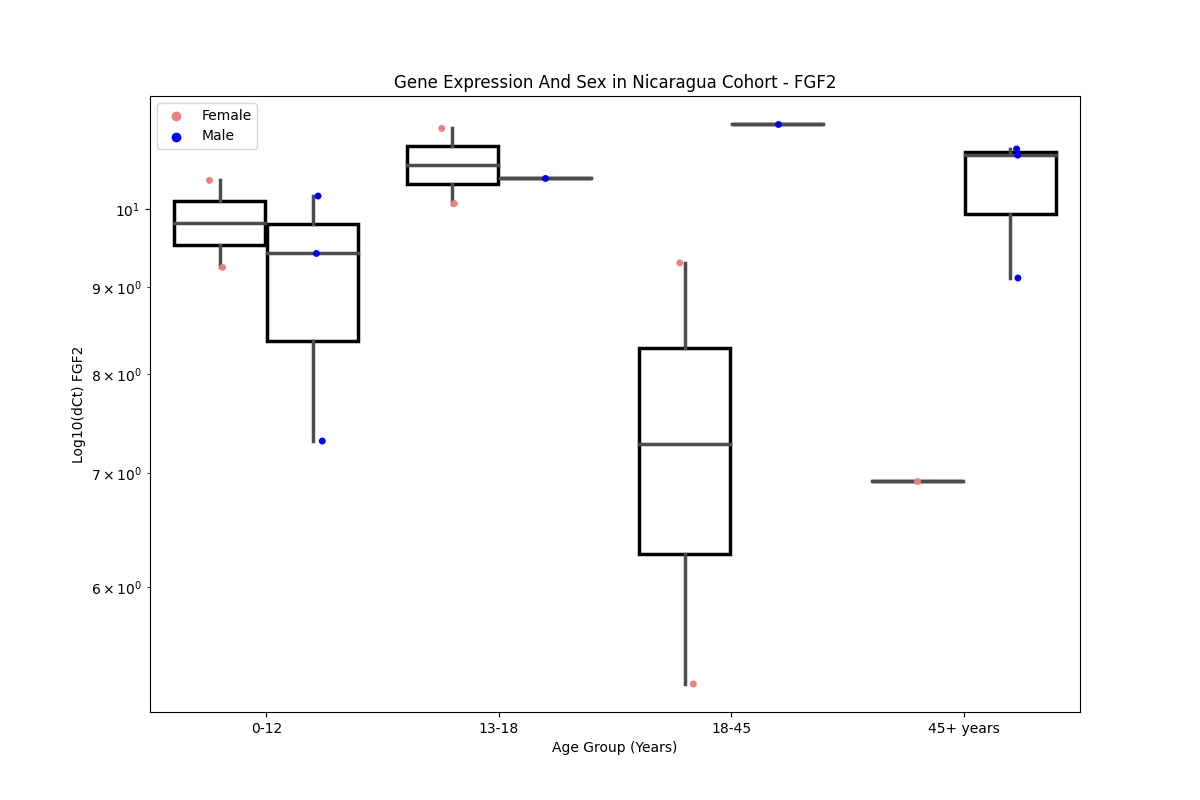 Gene Expression And Sex in Nicaragua Cohort - FGF2
Female
Male
Log10(dCt) FGF2
10¹
9 × 10⁰
8 × 10⁰
7 × 10⁰
6 × 10⁰
0-12
13-18
18-45
45+ years
Age Group (Years)